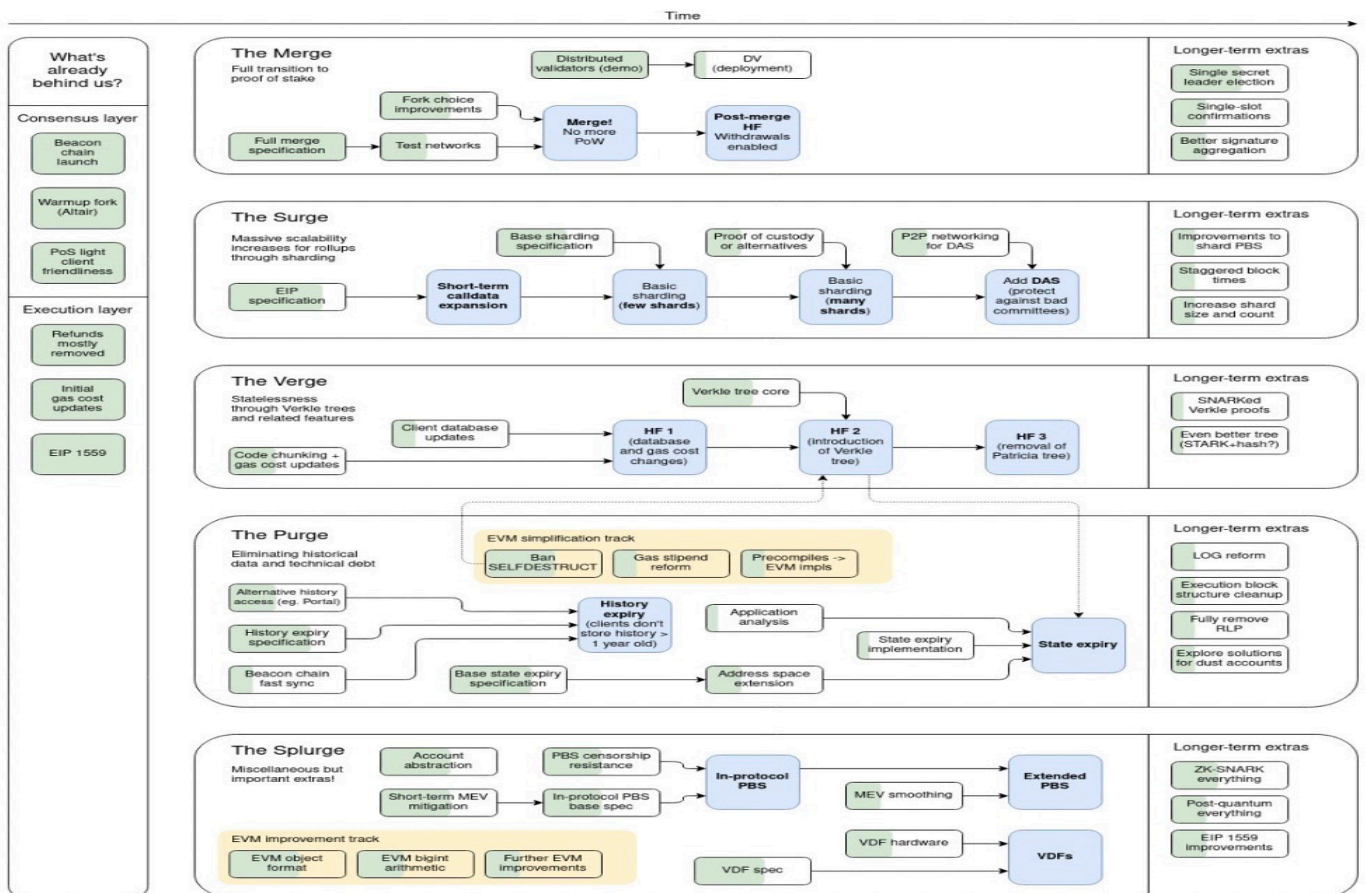 Time
What's
already
behind us?
Consensus layer
Beacon
chain
launch
Warmup fork
(Altair)
PoS light
client
friendliness
Execution layer
Refunds
mostly
removed
Initial
gas cost
updates
EIP 1559
The Merge
Full transition to
proof of stake
Distributed
validators (demo)
DV
(deployment)
Fork choice
improvements
Full merge
specification
Test networks
Merge!
No more
PoW
Post-merge
HF
Withdrawals
enabled
Longer-term extras
Single secret
leader election
Single-slot
confirmations
Better signature
aggregation
The Surge
Massive scalability
increases for rollups
through sharding
Base sharding
specification
Proof of custody
or alternatives
P2P networking
for DAS
EIP
specification
Short-term
calldata
expansion
Basic
sharding
(few shards)
Basic
sharding
(many
shards)
Add DAS
(protect
against bad
committees)
Longer-term extras
Improvements to
shard PBS
Staggered block
times
Increase shard
size and count
The Verge
Statelessness
through Verkle trees
and related features
Verkle tree core
Client database
updates
Code chunking +
gas cost updates
HF 1
(database
and gas cost
changes)
HF 2
(introduction
of Verkle
tree)
HF 3
(removal of
Patricia tree)
Longer-term extras
SNARKed
Verkle proofs
Even better tree
(STARK+hash?)
The Purge
Eliminating historical
data and technical debt
EVM simplification track
Ban
SELFDESTRUCT
Gas stipend
reform
Precompiles ->
EVM impls
Alternative history
access (eg. Portal)
History expiry
specification
Beacon chain
fast sync
History
expiry
(clients don't
store history >
1 year old)
Base state expiry
specification
Application
analysis
State expiry
implementation
Address space
extension
State expiry
Longer-term extras
LOG reform
Execution block
structure cleanup
Fully remove
RLP
Explore solutions
for dust accounts
The Splurge
Miscellaneous but
important extras!
Account
abstraction
PBS censorship
resistance
Short-term MEV
mitigation
In-protocol PBS
base spec
In-protocol
PBS
MEV smoothing
Extended
PBS
EVM improvement track
EVM object
format
EVM bigint
arithmetic
Further EVM
improvements
VDF hardware
VDF spec
VDFs
Longer-term extras
ZK-SNARK
everything
Post-quantum
everything
EIP 1559
improvements